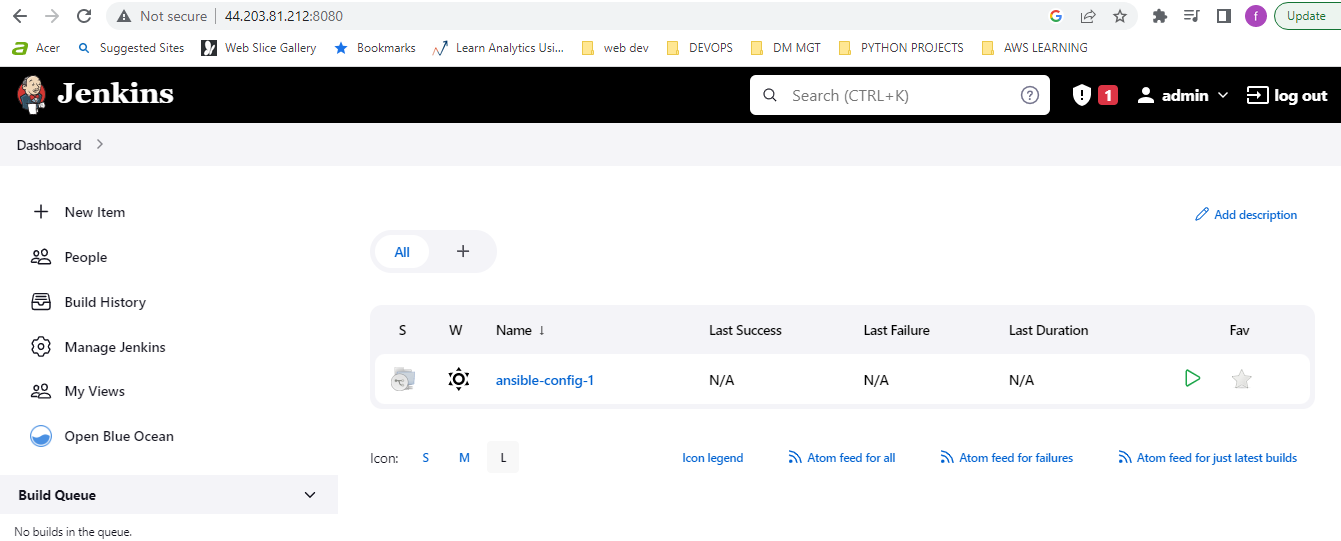 Not secure 44.203.81.212:8080 Update
Acer Suggested Sites Web Slice Gallery Bookmarks Learn Analytics Usi... web dev DEVOPS DM MGT PYTHON PROJECTS AWS LEARNING
Jenkins Search (CTRL+K) ? 1 admin log out
Dashboard
New Item
Add description
People
All +
Build History
S W Name ↓ Last Success Last Failure Last Duration Fav
Manage Jenkins
ansible-config-1 N/A N/A N/A
My Views
Open Blue Ocean
Icon: S M L Icon legend Atom feed for all Atom feed for failures Atom feed for just latest builds
Build Queue
No builds in the queue.